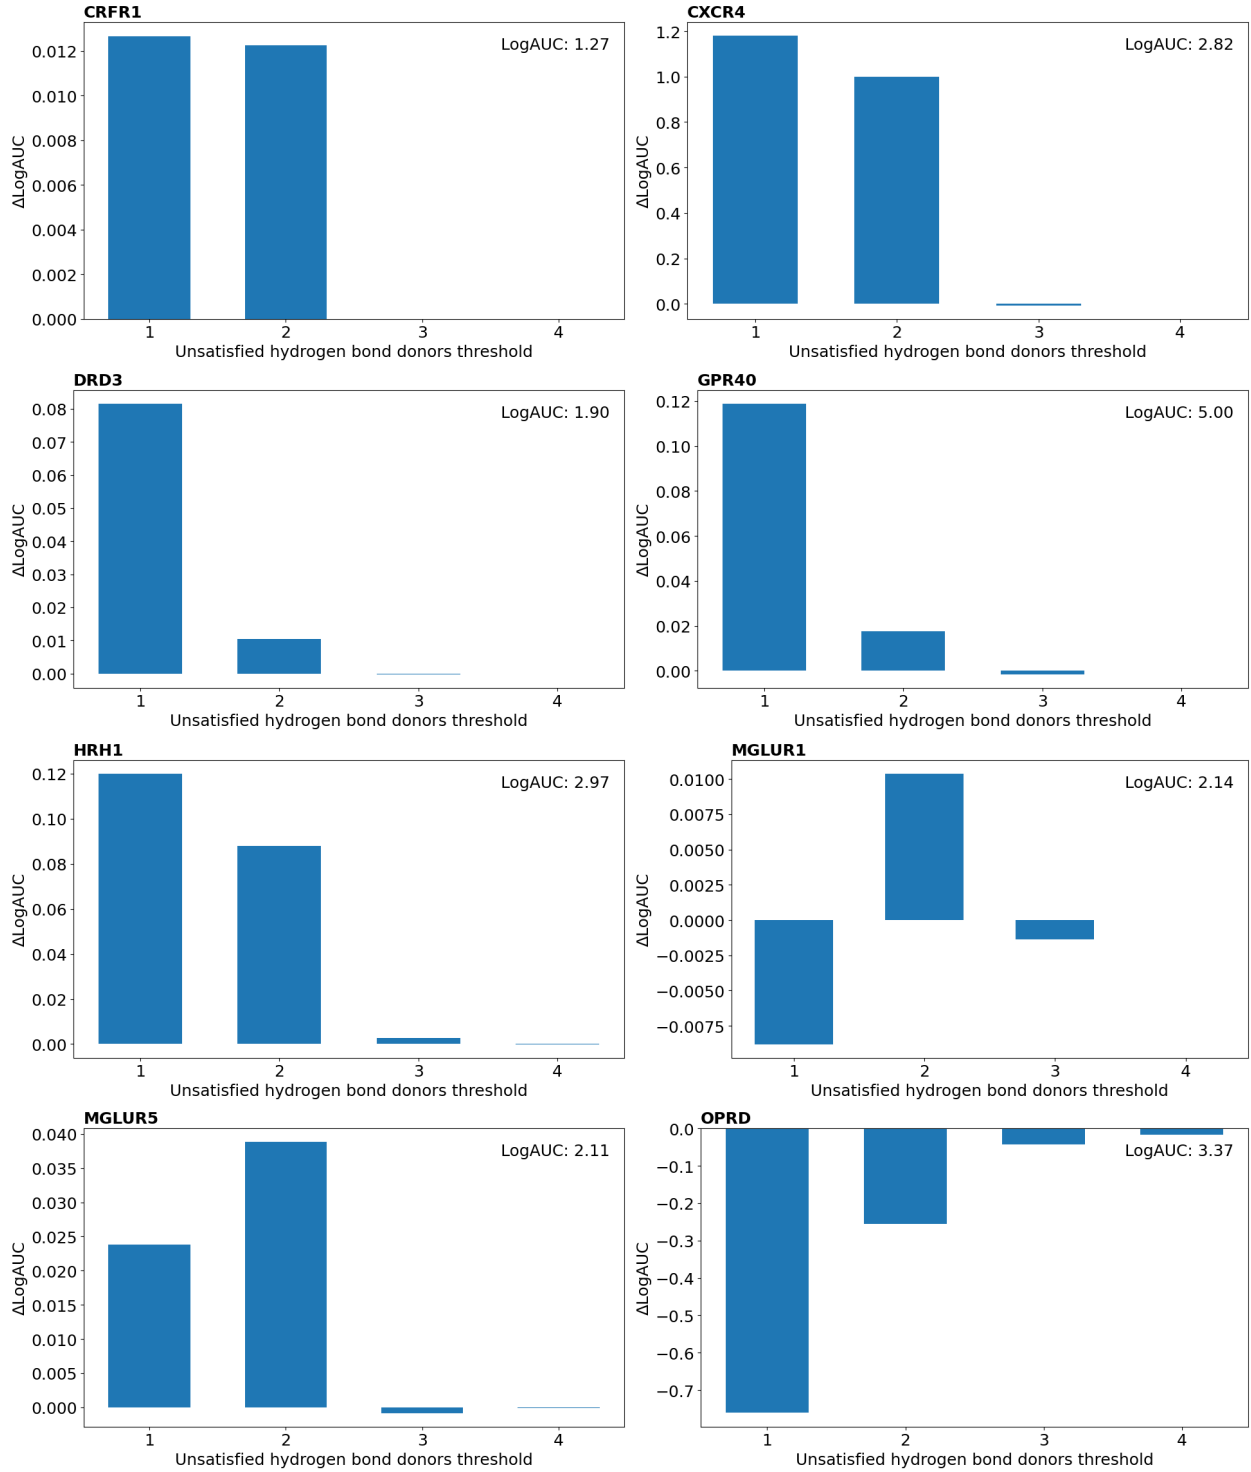 CRFR1
LogAUC: 1.27
ΔLogAUC
0.012
0.010
0.008
0.006
0.004
0.002
0.000
1 2 3 4
Unsatisfied hydrogen bond donors threshold
CXCR4
LogAUC: 2.82
ΔLogAUC
1.2
1.0
0.8
0.6
0.4
0.2
0.0
1 2 3 4
Unsatisfied hydrogen bond donors threshold
DRD3
LogAUC: 1.90
ΔLogAUC
0.08
0.07
0.06
0.05
0.04
0.03
0.02
0.01
0.00
1 2 3 4
Unsatisfied hydrogen bond donors threshold
GPR40
LogAUC: 5.00
ΔLogAUC
0.12
0.10
0.08
0.06
0.04
0.02
0.00
1 2 3 4
Unsatisfied hydrogen bond donors threshold
HRH1
LogAUC: 2.97
ΔLogAUC
0.12
0.10
0.08
0.06
0.04
0.02
0.00
1 2 3 4
Unsatisfied hydrogen bond donors threshold
MGLUR1
LogAUC: 2.14
ΔLogAUC
0.0100
0.0075
0.0050
0.0025
0.0000
−0.0025
−0.0050
−0.0075
1 2 3 4
Unsatisfied hydrogen bond donors threshold
MGLUR5
LogAUC: 2.11
ΔLogAUC
0.040
0.035
0.030
0.025
0.020
0.015
0.010
0.005
0.000
1 2 3 4
Unsatisfied hydrogen bond donors threshold
OPRD
LogAUC: 3.37
ΔLogAUC
0.0
−0.1
−0.2
−0.3
−0.4
−0.5
−0.6
−0.7
1 2 3 4
Unsatisfied hydrogen bond donors threshold